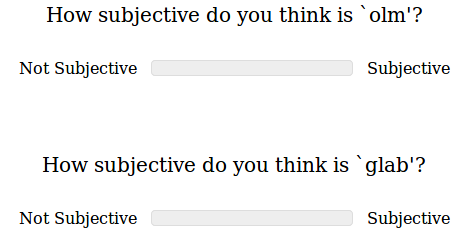 How subjective do you think is `olm'?
Not Subjective Subjective
How subjective do you think is `glab'?
Not Subjective Subjective